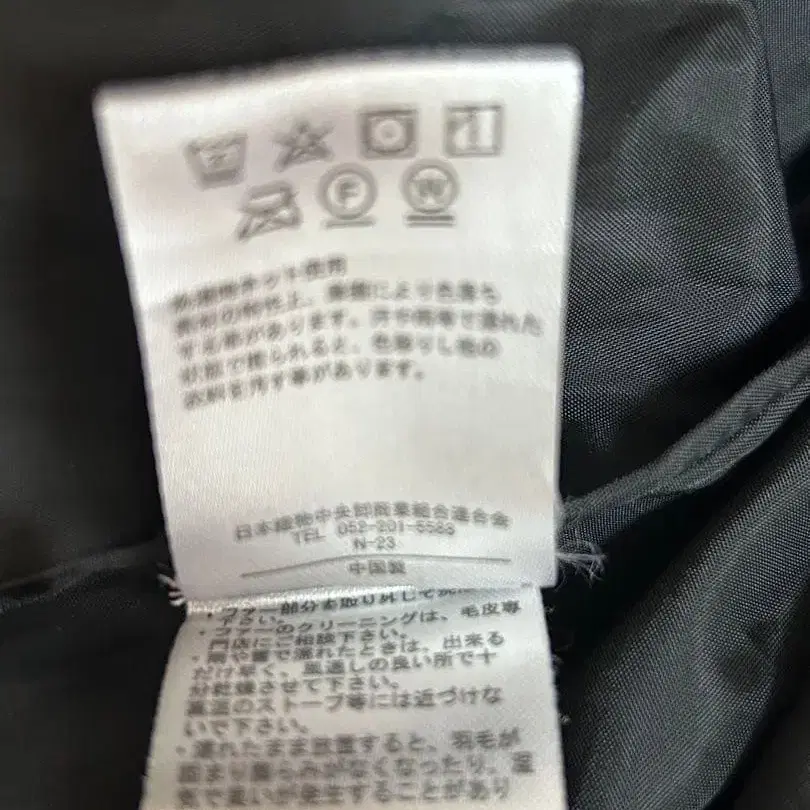 F W
洗濯時ネット使用
素材の特性上、摩擦により色落ち
する事があります。汗や雨等で濡れた
状態で擦られると、色移りし他の
衣料を汚す事があります。
日本織物中央卸商業組合連合会
TEL 052-201-5583
N-23
中国製
・ファー部分を取り外して
下さい。
・ファーのクリーニングは、毛皮専
門店にご相談下さい。
・雨や雪で濡れたときは、出来る
だけ早く、風通しの良い所で十
分乾燥させて下さい。
高温のストーブ等には近づけな
いで下さい。
・濡れたまま放置すると、羽毛が
固まり膨らみがなくなったり、
臭いが発生することがあり